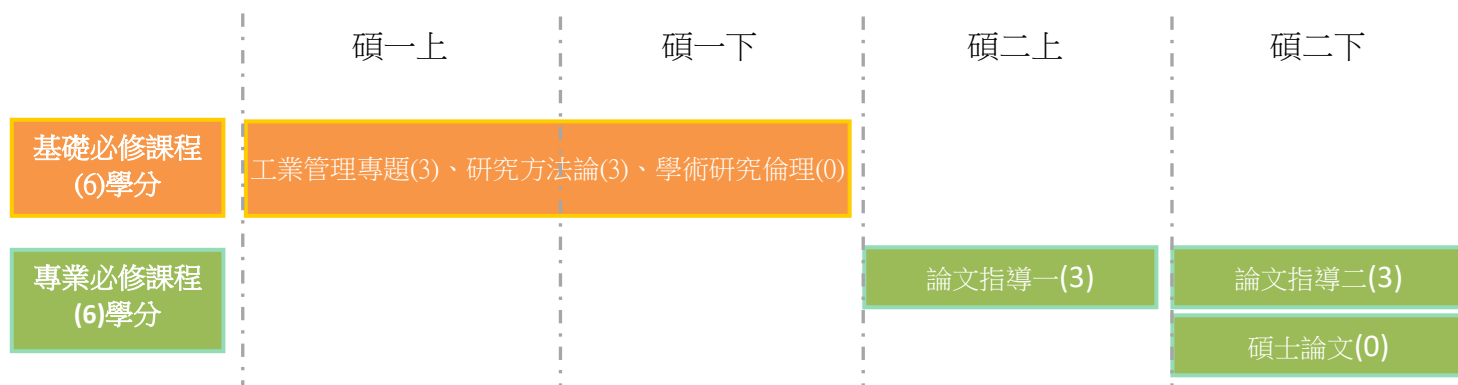 碩一上
碩一下
碩二上
碩二下
基礎必修課程
(6)學分
工業管理專題(3)、研究方法論(3)、學術研究倫理(0)
專業必修課程
(6)學分
論文指導一(3)
論文指導二(3)
碩士論文(0)